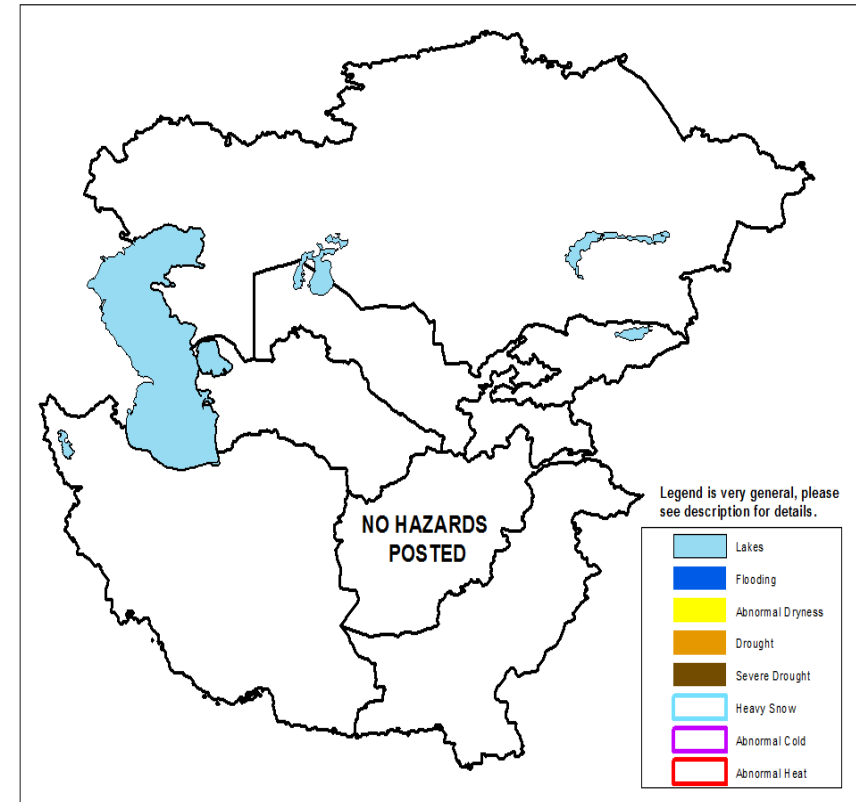 NO HAZARDS
POSTED
Legend is very general, please
see description for details.
Lakes
Flooding
Abnormal Dryness
Drought
Severe Drought
Heavy Snow
Abnormal Cold
Abnormal Heat